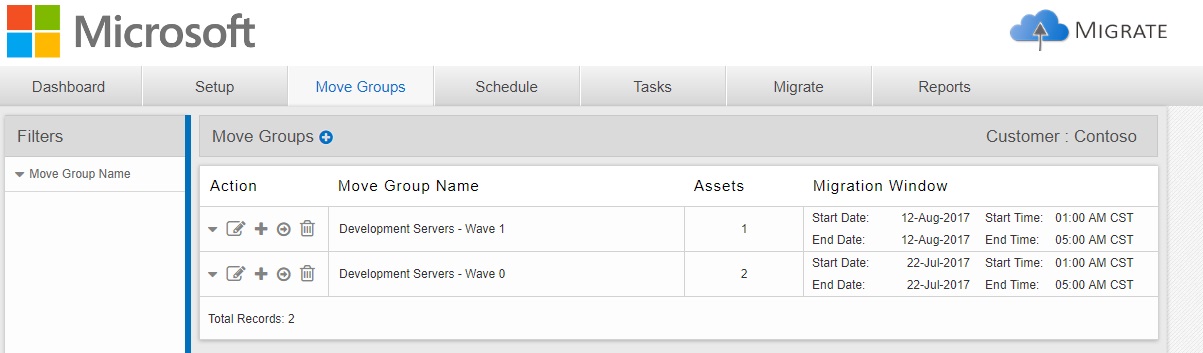 Microsoft
MIGRATE
Dashboard Setup Move Groups Schedule Tasks Migrate Reports
Filters
Move Group Name
Move Groups Customer : Contoso
Action Move Group Name Assets Migration Window
Development Servers - Wave 1 1 Start Date: 12-Aug-2017 Start Time: 01:00 AM CST
End Date: 12-Aug-2017 End Time: 05:00 AM CST
Development Servers - Wave 0 2 Start Date: 22-Jul-2017 Start Time: 01:00 AM CST
End Date: 22-Jul-2017 End Time: 05:00 AM CST
Total Records: 2